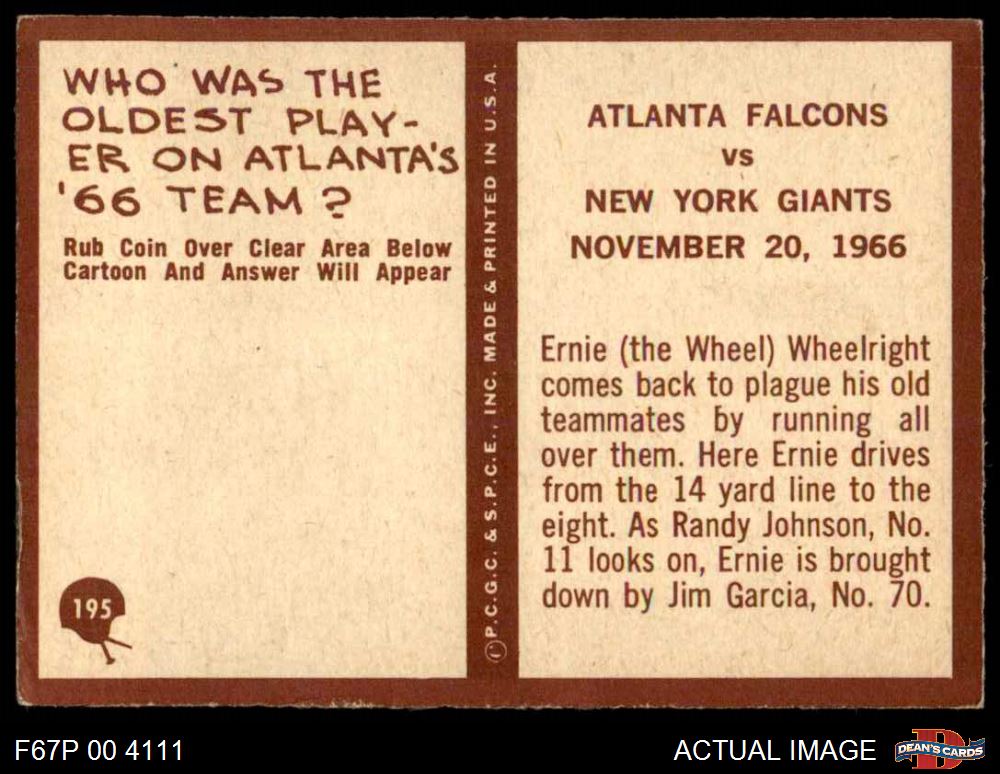 WHO WAS THE
OLDEST PLAY-
ER ON ATLANTA'S
'66 TEAM?
Rub Coin Over Clear Area Below
Cartoon And Answer Will Appear
195
©P.C.G.C. & S.P.C.E., INC. MADE & PRINTED IN U.S.A.
ATLANTA FALCONS
VS
NEW YORK GIANTS
NOVEMBER 20, 1966
Ernie (the Wheel) Wheelright
comes back to plague his old
teammates by running all
over them. Here Ernie drives
from the 14 yard line to the
eight. As Randy Johnson, No.
11 looks on, Ernie is brought
down by Jim Garcia, No. 70.
F67P 00 4111
ACTUAL IMAGE
D
DEAN'S CARDS